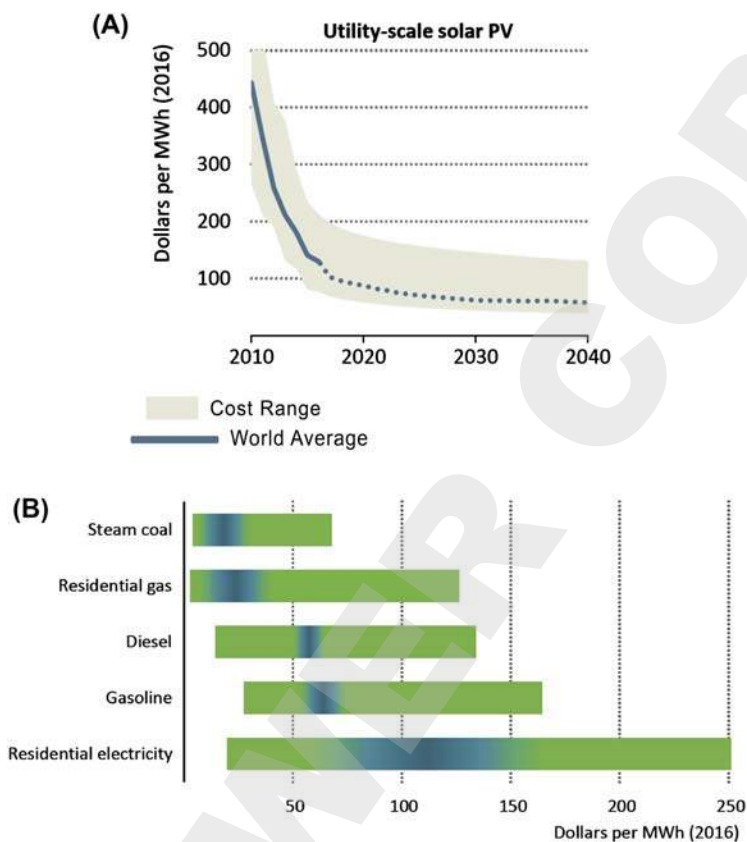 (A)
Utility-scale solar PV
Dollars per MWh (2016)
500
400
300
200
100
2010 2020 2030 2040
Cost Range
World Average
(B)
Steam coal
Residential gas
Diesel
Gasoline
Residential electricity
50 100 150 200 250
Dollars per MWh (2016)